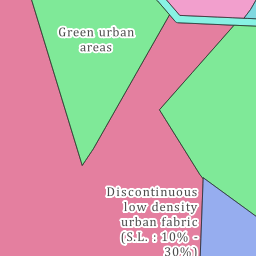 Green urban
areas
Discontinuous
low density
urban fabric
(S.L. : 10% -
30%)